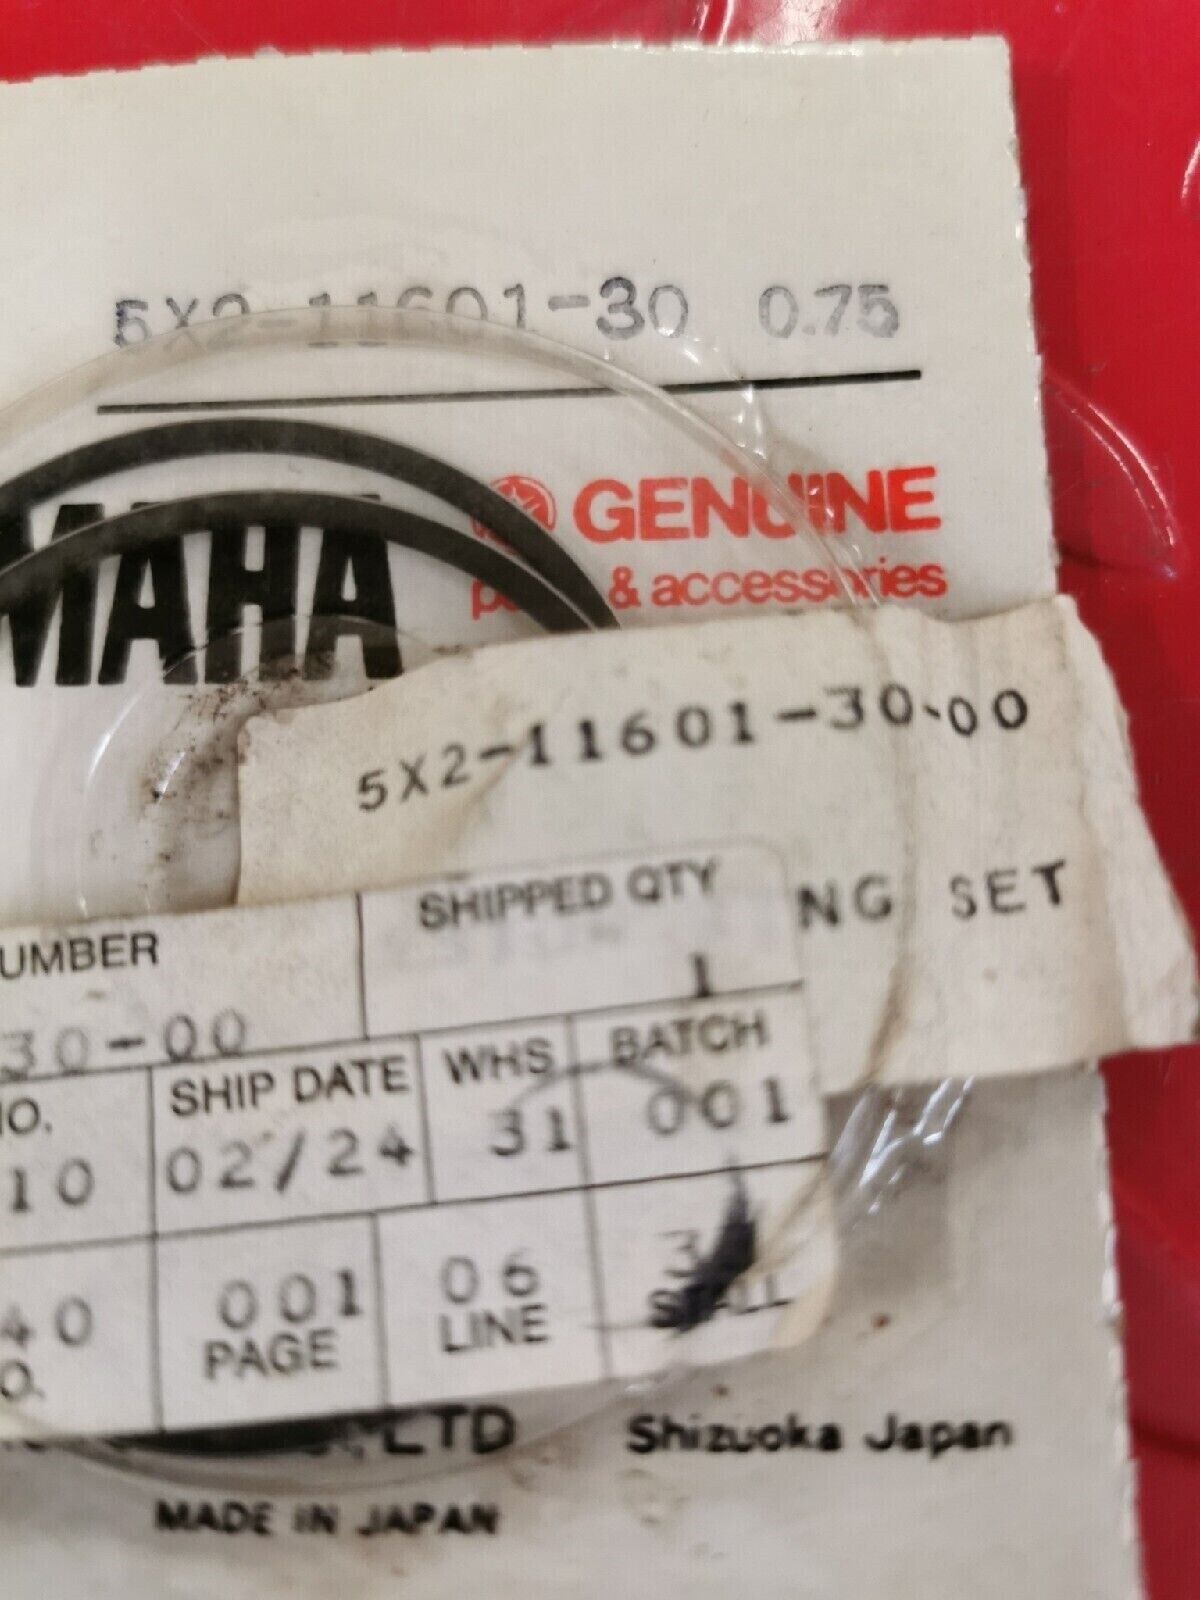 5X2-11601-30 0.75
MAHA
GENUINE
& accessories
5X2-11601-30-00
NG SET
UMBER
SHIPPED QTY
30-00
1
NO.
SHIP DATE
WHS
BATCH
10
02/24
31
001
40
001
06
3
O.
PAGE
LINE
LTD
Shizuoka Japan
MADE IN JAPAN